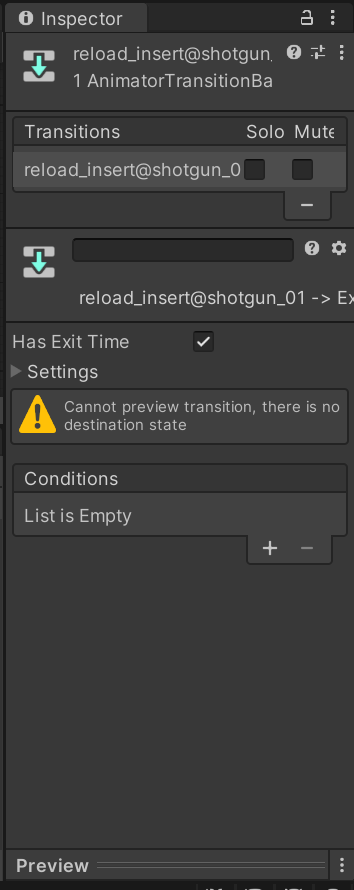 Inspector
reload_insert@shotgun_
1 AnimatorTransitionBa
Transitions Solo Mute
reload_insert@shotgun_0
reload_insert@shotgun_01 -> Ex
Has Exit Time
Settings
Cannot preview transition, there is no
destination state
Conditions
List is Empty
Preview